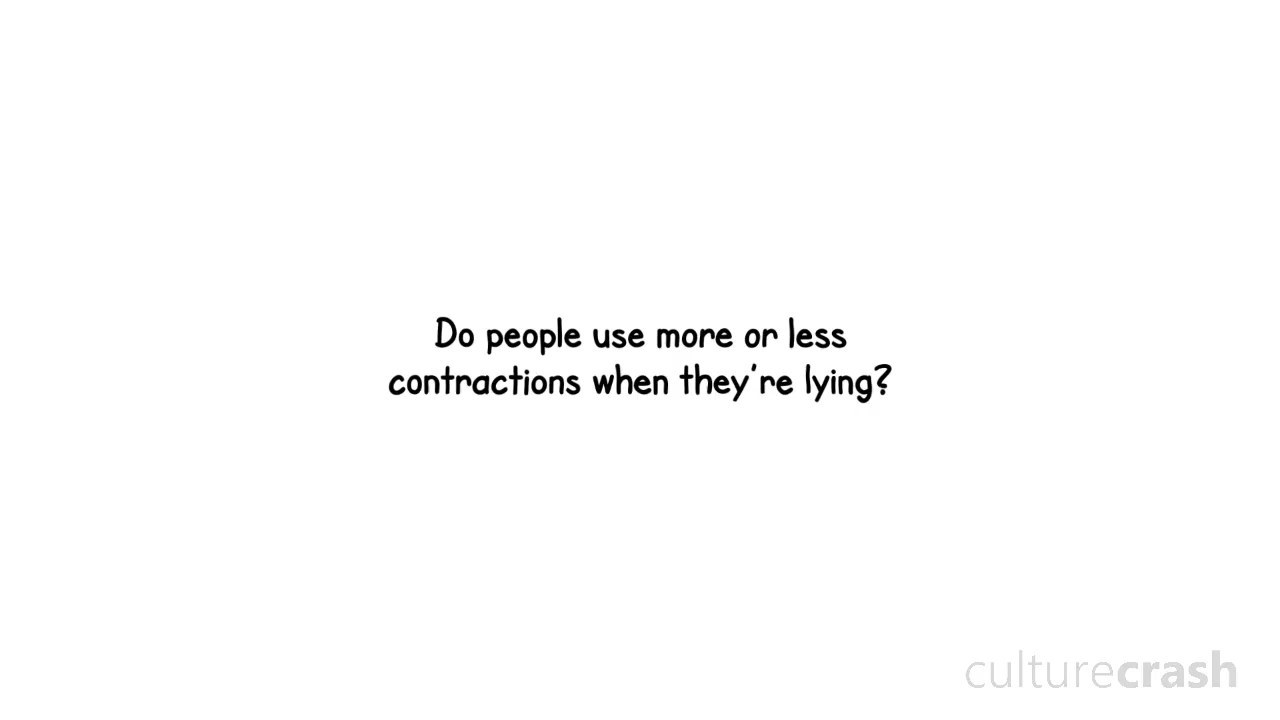 Do people use more or less
contractions when they're lying?
culturecrash